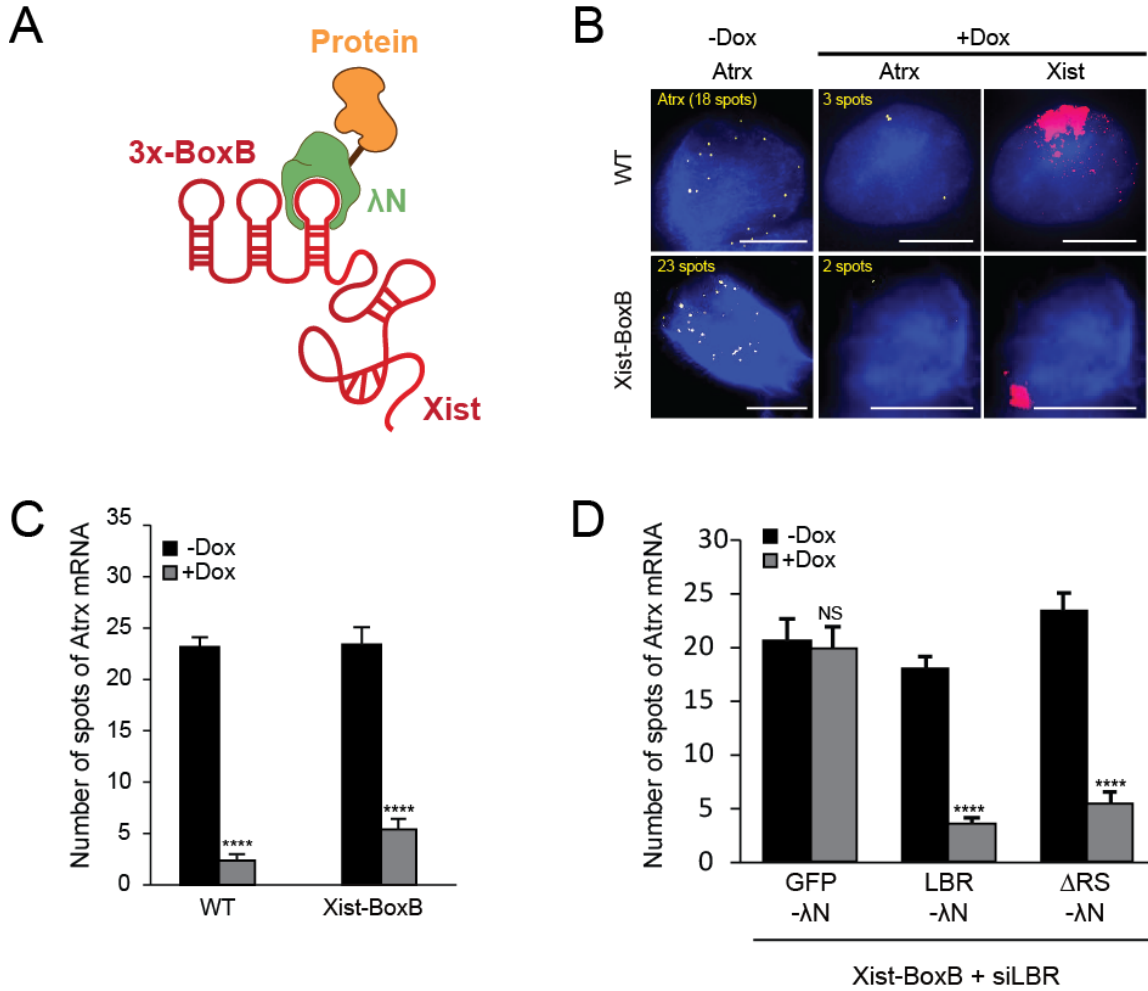 A
Protein
3x-BoxB
λN
Xist
B
-Dox
+Dox
Atrx
Atrx
Xist
WT
Atrx (18 spots)
3 spots
Xist-BoxB
23 spots
2 spots
C
Number of spots of Atrx mRNA
35
30
25
20
15
10
5
0
-Dox
+Dox
****
****
WT
Xist-BoxB
D
Number of spots of Atrx mRNA
30
25
20
15
10
5
0
-Dox
+Dox
NS
****
****
GFP
-λN
LBR
-λN
ΔRS
-λN
Xist-BoxB + siLBR